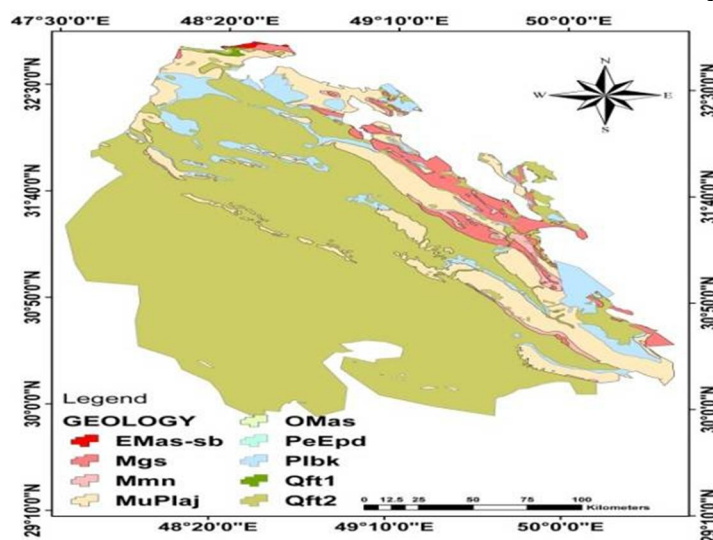 47°30'0"E 48°20'0"E 49°10'0"E 50°0'0"E
N
W E
S
32°30'0"N 32°30'0"N
31°40'0"N 31°40'0"N
30°50'0"N 30°50'0"N
30°0'0"N 30°0'0"N
29°10'0"N 29°10'0"N
Legend
GEOLOGY
EMas-sb
Mgs
Mmn
MuPlaj
OMas
PeEpd
Plbk
Qft1
Qft2
0 12.5 25 50 75 100
Kilometers
48°20'0"E 49°10'0"E 50°0'0"E